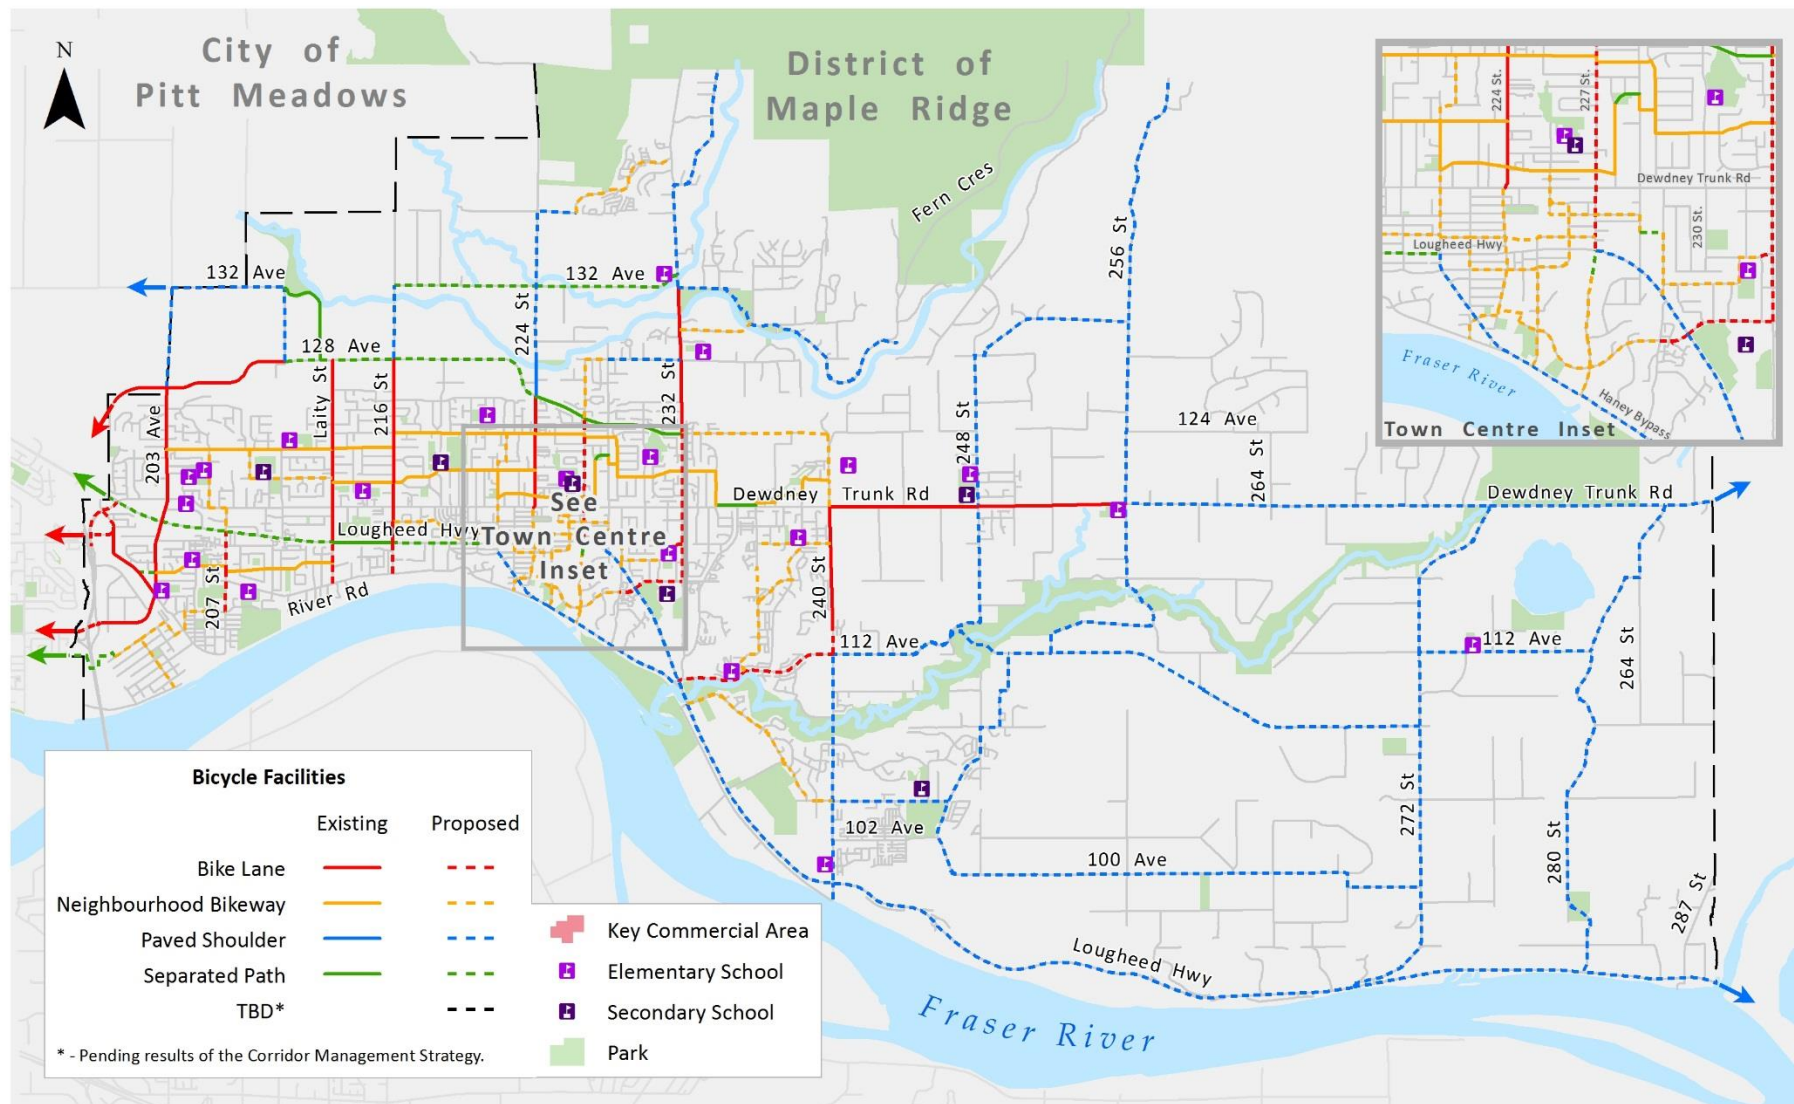 N
City of
Pitt Meadows
District of
Maple Ridge
Fern Cres
256 St
132 Ave
132 Ave
224 St
128 Ave
Laity St
216 St
203 Ave
232 St
248 St
124 Ave
264 St
Dewdney Trunk Rd
Dewdney Trunk Rd
Lougheed Hwy
See
Town Centre
Inset
207 St
River Rd
240 St
112 Ave
112 Ave
264 St
272 St
280 St
287 St
102 Ave
100 Ave
Lougheed Hwy
Fraser River
224 St.
227 St.
Dewdney Trunk Rd
230 St.
Lougheed Hwy
Fraser River
Haney Bypass
Town Centre Inset
Bicycle Facilities
Existing Proposed
Bike Lane
Neighbourhood Bikeway
Paved Shoulder
Separated Path
TBD*
* - Pending results of the Corridor Management Strategy.
Key Commercial Area
Elementary School
Secondary School
Park